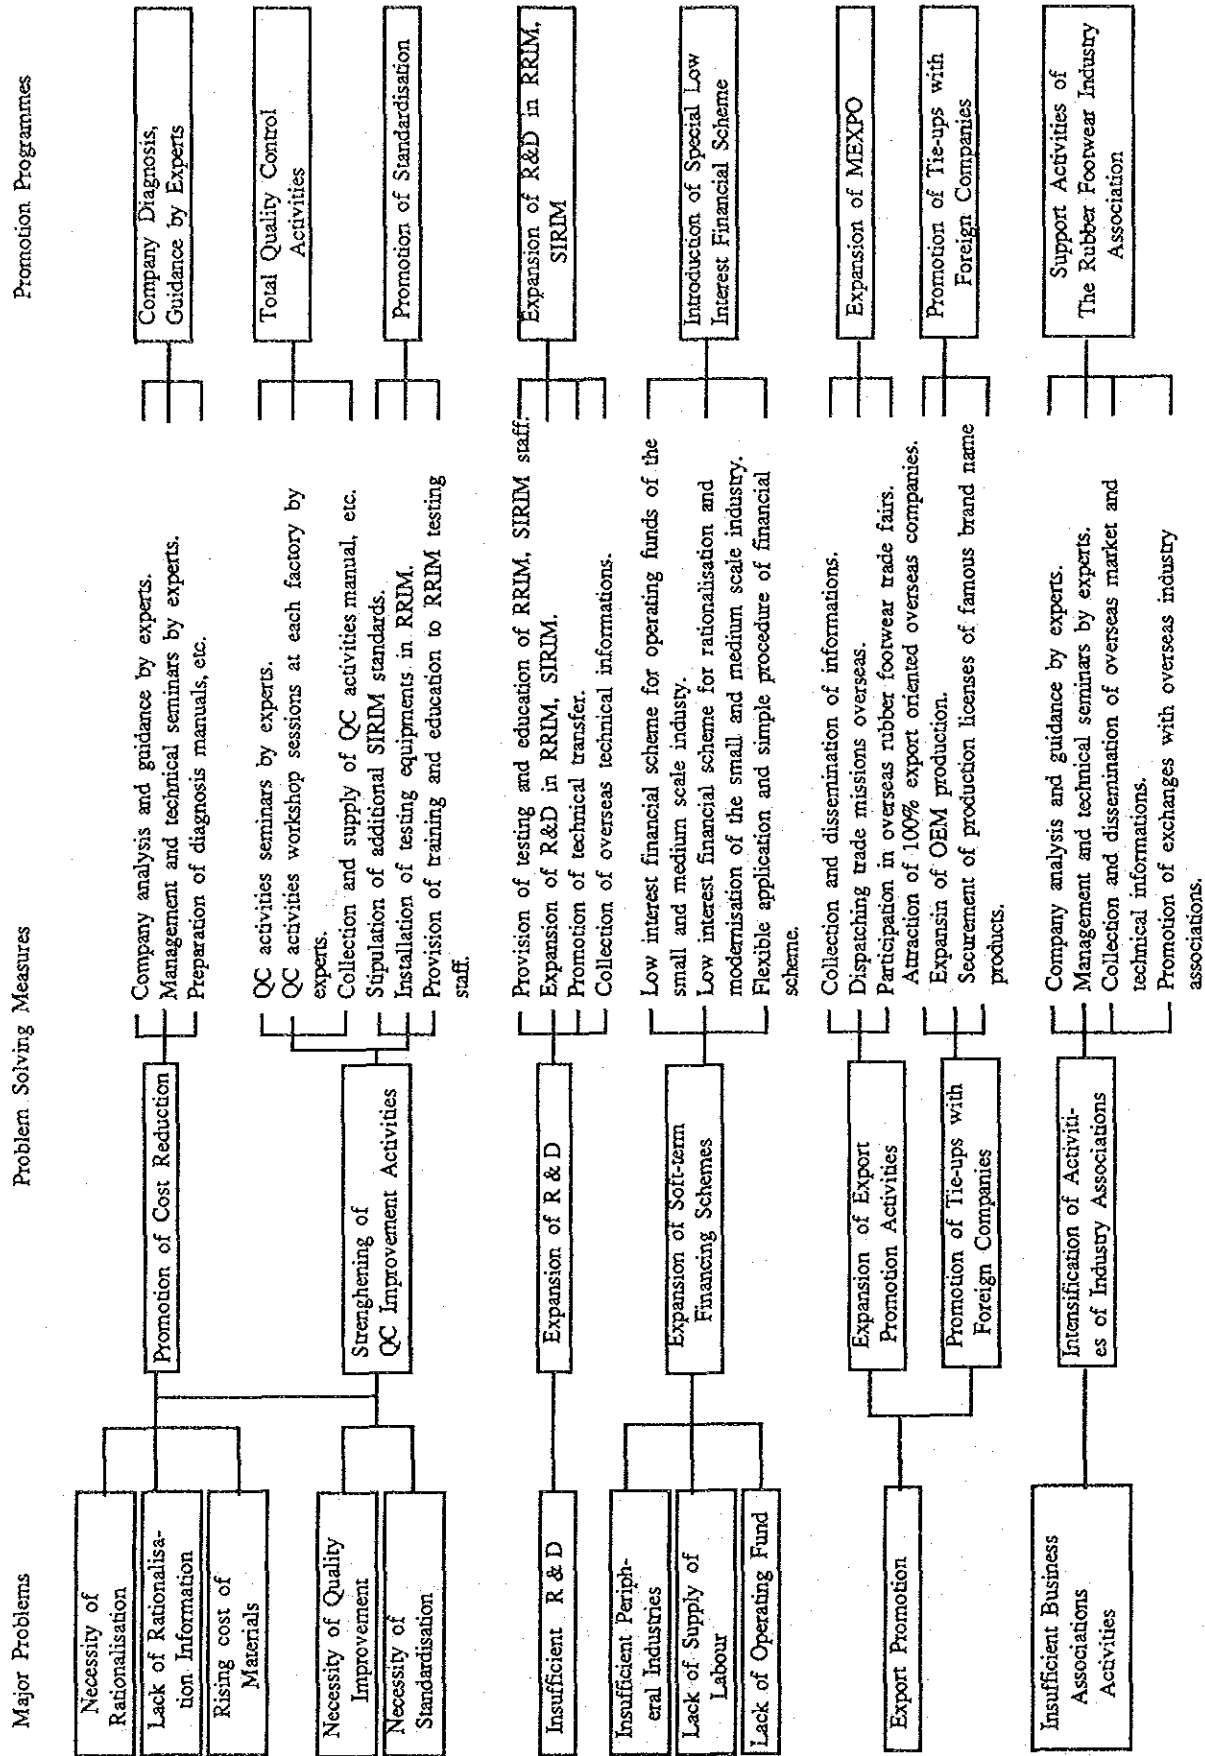 Major Problems
Problem Solving Measures
Promotion Programmes
Necessity of
Rationalisation
Lack of Rationalisa-
tion Information
Rising cost of
Materials
Promotion of Cost Reduction
Company analysis and guidance by experts.
Management and technical seminars by experts.
Preparation of diagnosis manuals, etc.
Company Diagnosis,
Guidance by Experts
Necessity of Quality
Improvement
Necessity of
Standardisation
Strenghening of
QC Improvement Activities
QC activities seminars by experts.
QC activities workshop sessions at each factory by
experts.
Collection and supply of QC activities manual, etc.
Stipulation of additional SIRIM standards.
Installation of testing equipments in RRIM.
Provision of training and education to RRIM testing
staff.
Total Quality Control
Activities
Promotion of Standardisation
Insufficient R & D
Expansion of R & D
Provision of testing and education of RRIM, SIRIM staff.
Expansion of R&D in RRIM, SIRIM.
Promotion of technical transfer.
Collection of overseas technical informations.
Expansion of R&D in RRIM,
SIRIM
Insufficient Periph-
eral Industries
Lack of Supply of
Labour
Lack of Operating Fund
Expansion of Soft-term
Financing Schemes
Low interest financial scheme for operating funds of the
small and medium scale industy.
Low interest financial scheme for rationalisation and
modernisation of the small and medium scale industry.
Flexible application and simple procedure of financial
scheme.
Introduction of Special Low
Interest Financial Scheme
Export Promotion
Expansion of Export
Promotion Activities
Promotion of Tie-ups with
Foreign Companies
Collection and dissemination of informations.
Dispatching trade missions overseas.
Participation in overseas rubber footwear trade fairs.
Attraction of 100% export oriented overseas companies.
Expansin of OEM production.
Securement of production licenses of famous brand name
products.
Expansion of MEXPO
Promotion of Tie-ups with
Foreign Companies
Insufficient Business
Associations
Activities
Intensification of Activiti-
es of Industry Associations
Company analysis and guidance by experts.
Management and technical seminars by experts.
Collection and dissemination of overseas market and
technical informations.
Promotion of exchanges with overseas industry
associations.
Support Activities of
The Rubber Footwear Industry
Association